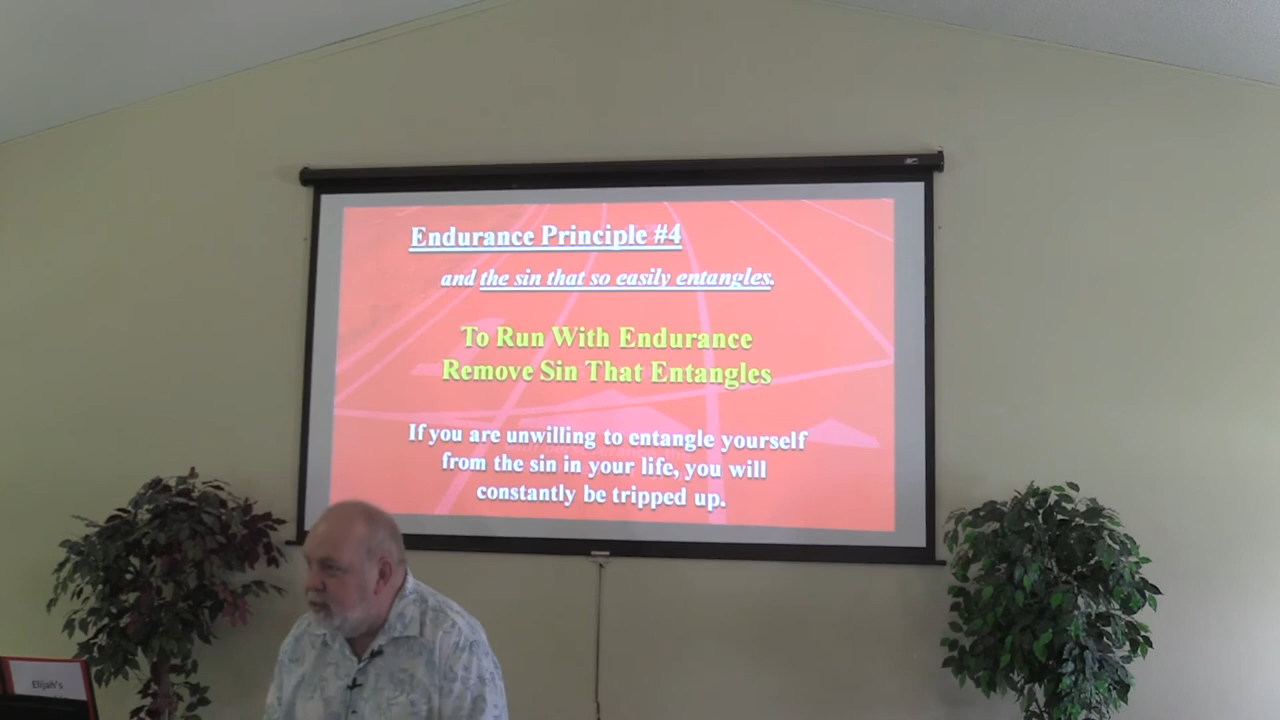 Endurance Principle #4
and the sin that so easily entangles.
To Run With Endurance
Remove Sin That Entangles
If you are unwilling to entangle yourself
from the sin in your life, you will
constantly be tripped up.
Elijah's